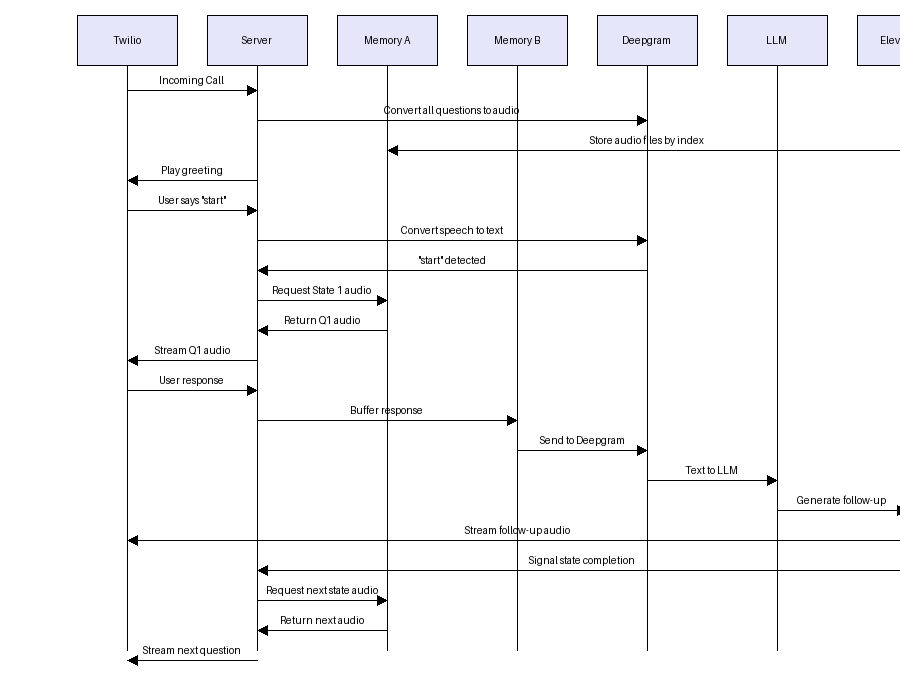 Twilio
Server
Memory A
Memory B
Deepgram
LLM
Elev
Incoming Call
Convert all questions to audio
Store audio files by index
Play greeting
User says "start"
Convert speech to text
"start" detected
Request State 1 audio
Return Q1 audio
Stream Q1 audio
User response
Buffer response
Send to Deepgram
Text to LLM
Generate follow-up
Stream follow-up audio
Signal state completion
Request next state audio
Return next audio
Stream next question